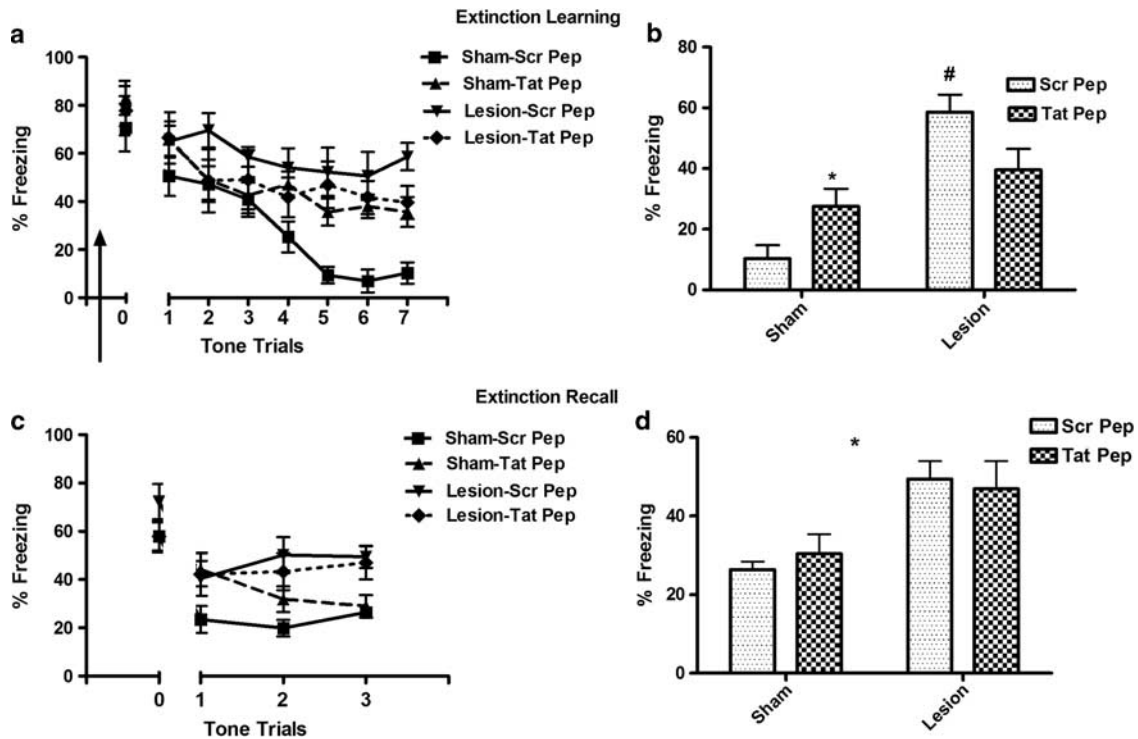 Extinction Learning
a
Sham-Scr Pep
Sham-Tat Pep
Lesion-Scr Pep
Lesion-Tat Pep
% Freezing
100
80
60
40
20
0
0 1 2 3 4 5 6 7
Tone Trials
b
#
*
Scr Pep
Tat Pep
% Freezing
80
60
40
20
0
Sham Lesion
Extinction Recall
c
Sham-Scr Pep
Sham-Tat Pep
Lesion-Scr Pep
Lesion-Tat Pep
% Freezing
100
80
60
40
20
0
0 1 2 3
Tone Trials
d
*
Scr Pep
Tat Pep
% Freezing
60
40
20
0
Sham Lesion